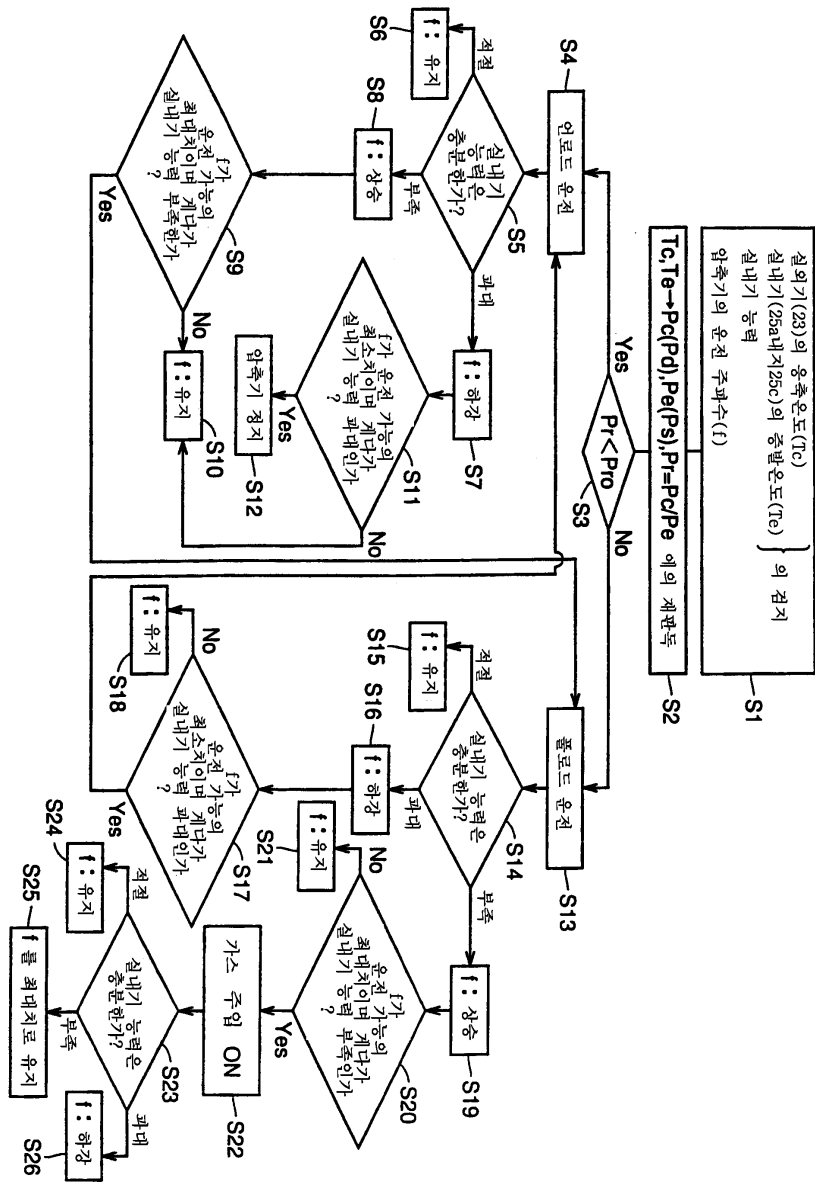 실외기(23)의 응축온도(Tc)
실내기(25a내지25c)의 증발온도(Te)
} 의 검지
실내기 능력
압축기의 운전 주파수(f)
S1
Tc,Te→Pc(Pd),Pe(Ps),Pr=Pc/Pe 에의 재판독
S2
Pr<Pro
S3
Yes
No
언로드 운전
S4
실내기
능력은
충분한가?
S5
적절
부족
과대
f : 유지
S6
f : 하강
S7
f : 상승
S8
f가
운전 가능의
최대치이며 게다가
실내기 능력 부족한가
?
S9
Yes
No
f : 유지
S10
f가 운전 가능의
최소치이며 게다가
실내기 능력 과대인가
?
S11
Yes
No
압축기 정지
S12
풀로드 운전
S13
실내기 능력은
충분한가?
S14
적절
과대
부족
f : 유지
S15
f : 하강
S16
f가
운전 가능의
최소치이며 게다가
실내기 능력 과대인가
?
S17
No
Yes
f : 유지
S18
f : 상승
S19
f가
운전 가능의
최대치이며 게다가
실내기 능력 부족인가
?
S20
No
Yes
f : 유지
S21
가스 주입 ON
S22
실내기 능력은
충분한가?
S23
적절
부족
과대
f : 유지
S24
f 를 최대치로 유지
S25
f : 하강
S26